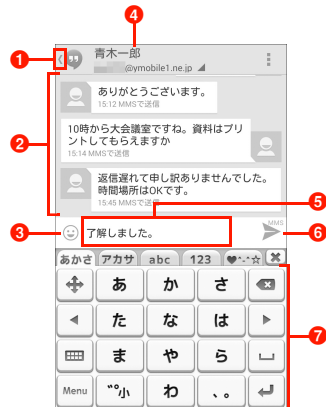 4
青木一郎
1
@ymobile1.ne.jp
ありがとうございます。
15:12 MMSで送信
2
10時から大会議室ですね。資料はプリ
ントしてもらえますか
15:14 MMSで送信
返信遅れて申し訳ありませんでした。
時間場所はOKです。
15:45 MMSで送信
5
3
了解しました。
MMS
6
あかさ アカサ abc 123 ♥^-^☆
あ か さ
た な は
7
ま や ら
Menu ゛゜小 わ 、。